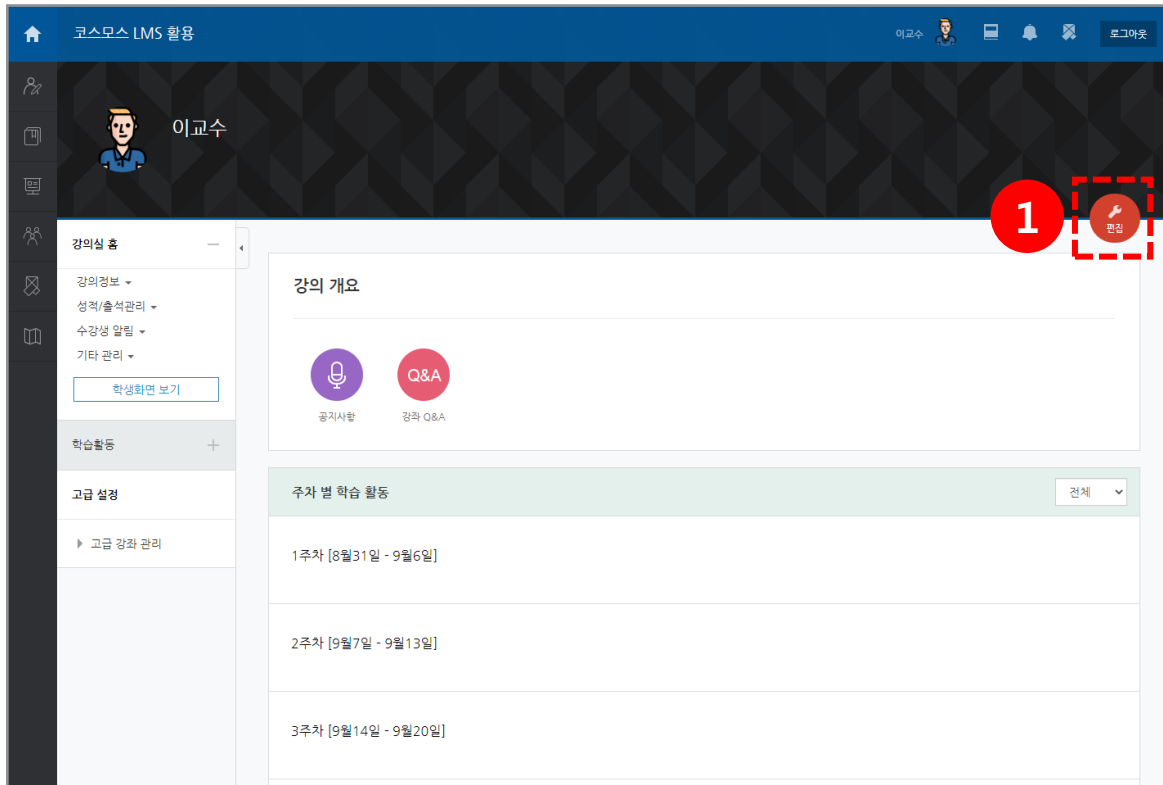 코스모스 LMS 활용
이교수
로그아웃
이교수
1
편집
강의실 홈
강의정보
성적/출석관리
수강생 알림
기타 관리
학생화면 보기
학습활동
고급 설정
고급 강좌 관리
강의 개요
Q&A
공지사항
강좌 Q&A
주차 별 학습 활동
전체
1주차 [8월31일 - 9월6일]
2주차 [9월7일 - 9월13일]
3주차 [9월14일 - 9월20일]